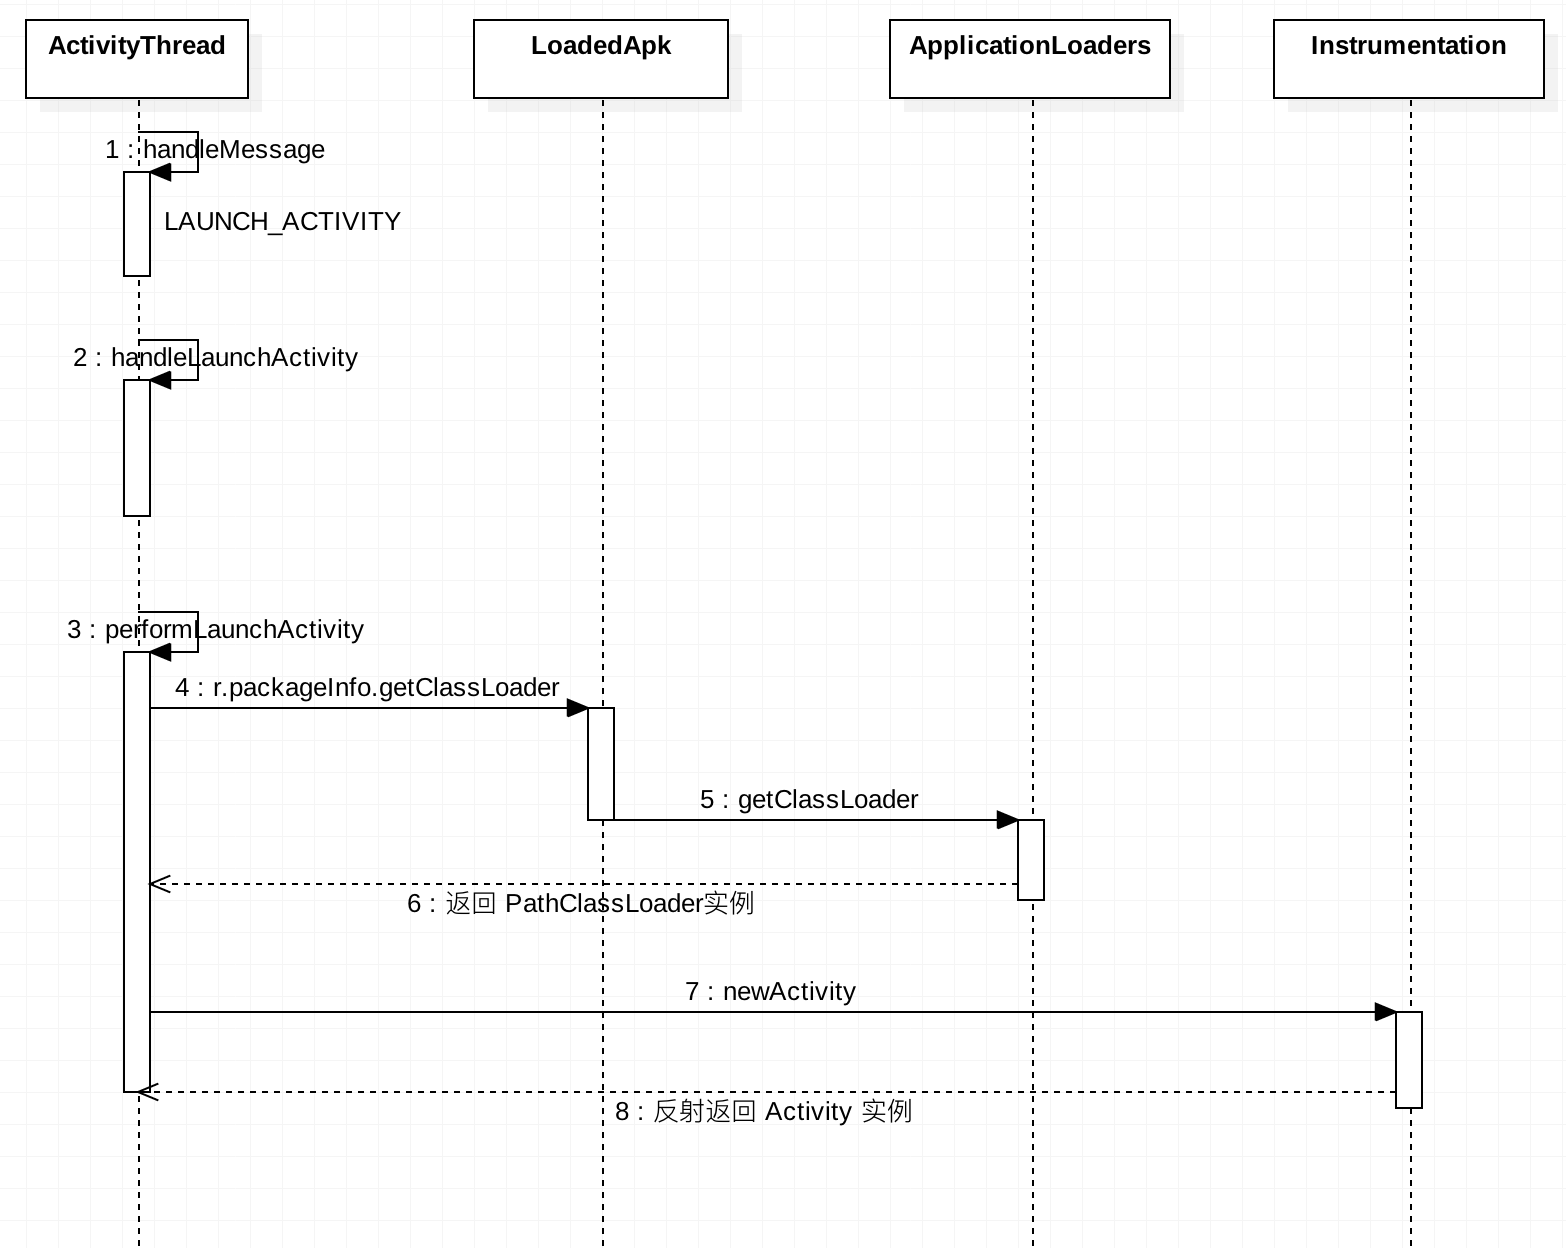 ActivityThread
LoadedApk
ApplicationLoaders
Instrumentation
1 : handleMessage
LAUNCH_ACTIVITY
2 : handleLaunchActivity
3 : performLaunchActivity
4 : r.packageInfo.getClassLoader
5 : getClassLoader
6 : 返回 PathClassLoader实例
7 : newActivity
8 : 反射返回 Activity 实例